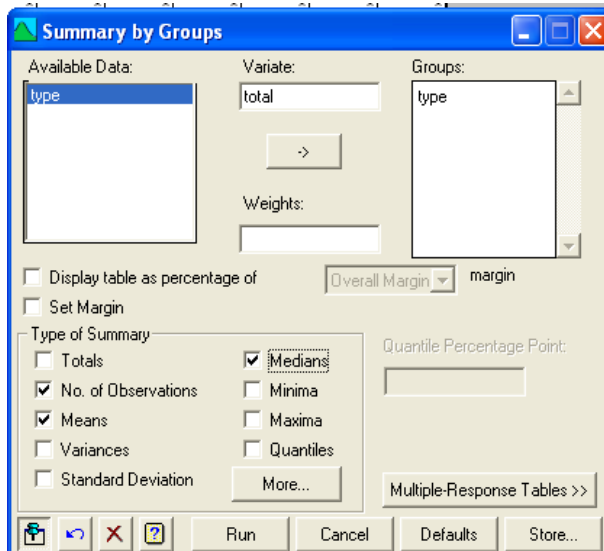 Summary by Groups
Available Data:
Variate:
Groups:
type
total
type
->
Weights:
Display table as percentage of
Overall Margin
margin
Set Margin
Type of Summary
Totals
Medians
No. of Observations
Minima
Means
Maxima
Variances
Quantiles
Standard Deviation
More...
Quantile Percentage Point:
Multiple-Response Tables >>
?
Run
Cancel
Defaults
Store...